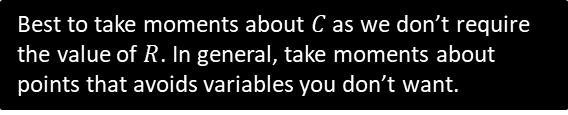 Best to take moments about C as we don’t require
the value of R. In general, take moments about
points that avoids variables you don’t want.